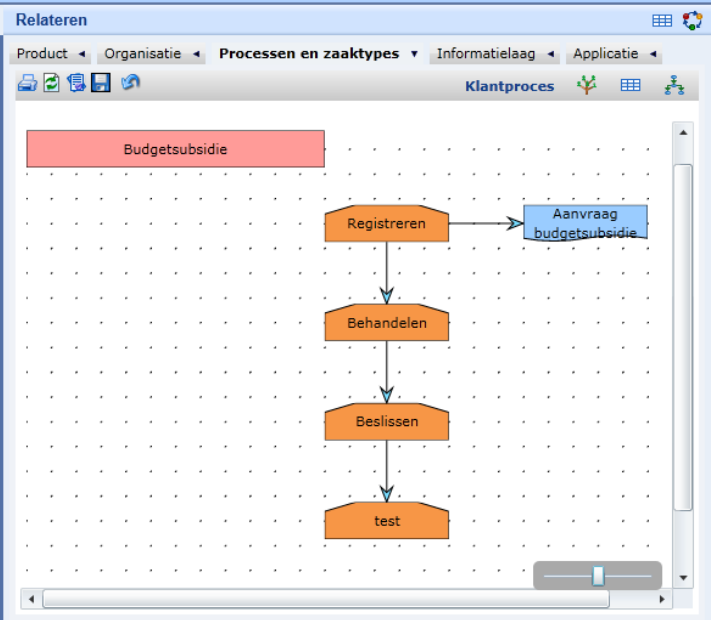 Relateren
Product Organisatie Processen en zaaktypes Informatielaag Applicatie
Klantproces
Budgetsubsidie
Registreren
Aanvraag
budgetsubsidie
Behandelen
Beslissen
test